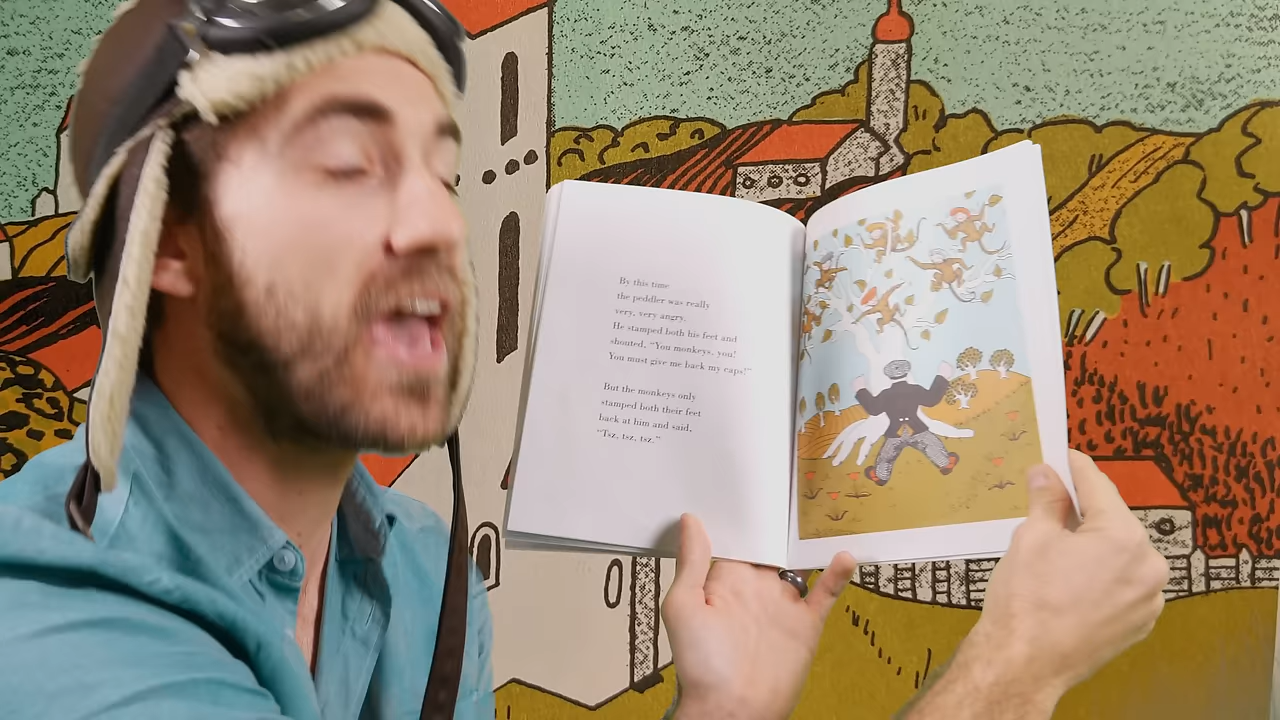 By this time
the peddler was really
very, very angry.
He stamped both his feet and
shouted, "You monkeys, you!
You must give me back my caps!"
But the monkeys only
stamped both their feet
back at him and said,
"Tsz, tsz, tsz."